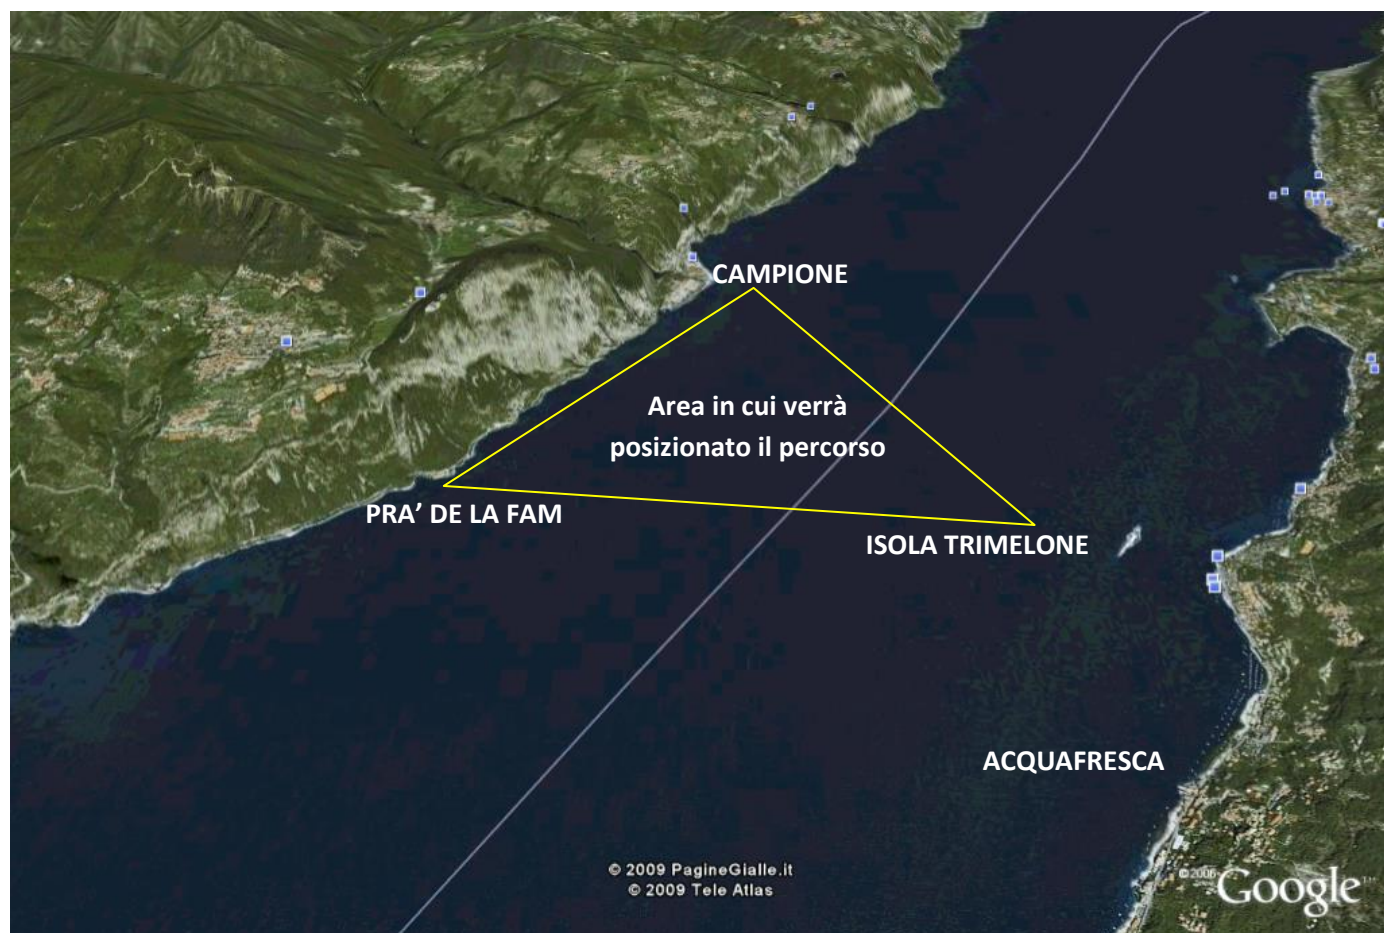 CAMPIONE
Area in cui verrà
posizionato il percorso
PRA’ DE LA FAM
ISOLA TRIMELONE
ACQUAFRESCA
© 2009 PagineGialle.it
© 2009 Tele Atlas
Google